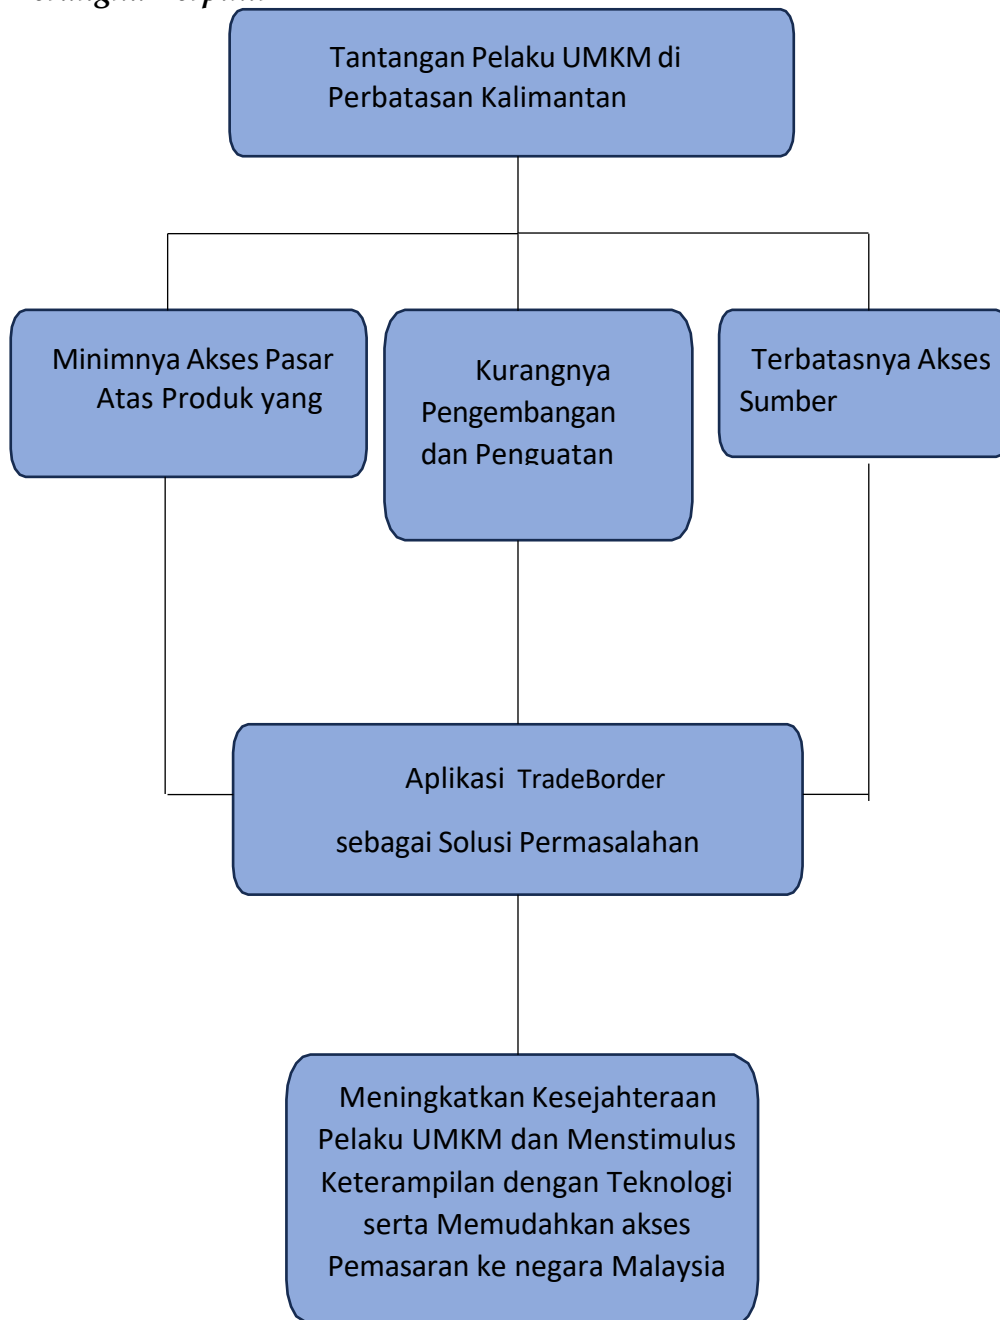 Tantangan Pelaku UMKM di
Perbatasan Kalimantan
Minimnya Akses Pasar
Atas Produk yang
Kurangnya
Pengembangan
dan Penguatan
Terbatasnya Akses
Sumber
Aplikasi TradeBorder
sebagai Solusi Permasalahan
Meningkatkan Kesejahteraan
Pelaku UMKM dan Menstimulus
Keterampilan dengan Teknologi
serta Memudahkan akses
Pemasaran ke negara Malaysia